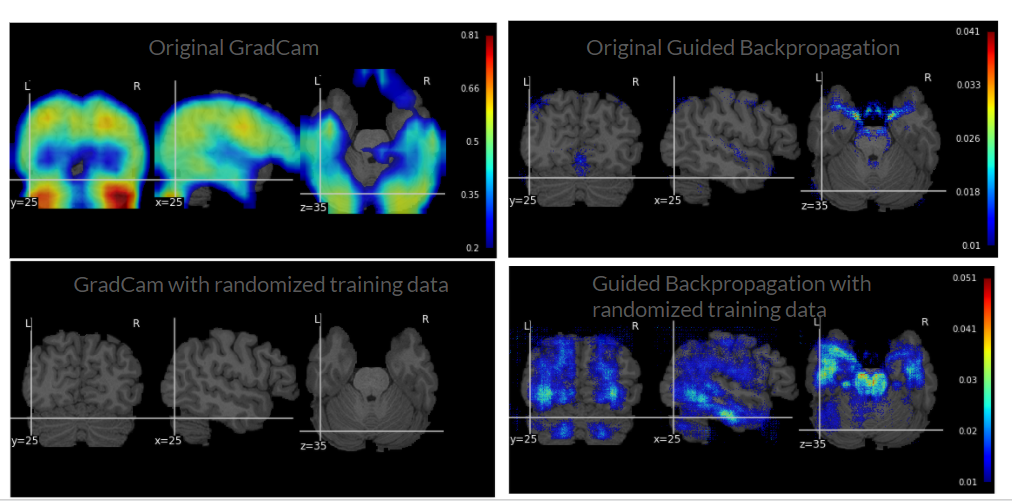 Original GradCam
0.81
0.66
0.5
0.35
0.2
L
R
y=25
x=25
L
R
z=35
Original Guided Backpropagation
0.041
0.033
0.026
0.018
0.01
L
R
y=25
x=25
L
R
z=35
GradCam with randomized training data
L
R
y=25
x=25
L
R
z=35
Guided Backpropagation with
randomized training data
0.051
0.041
0.03
0.02
0.01
L
R
y=25
x=25
L
R
z=35